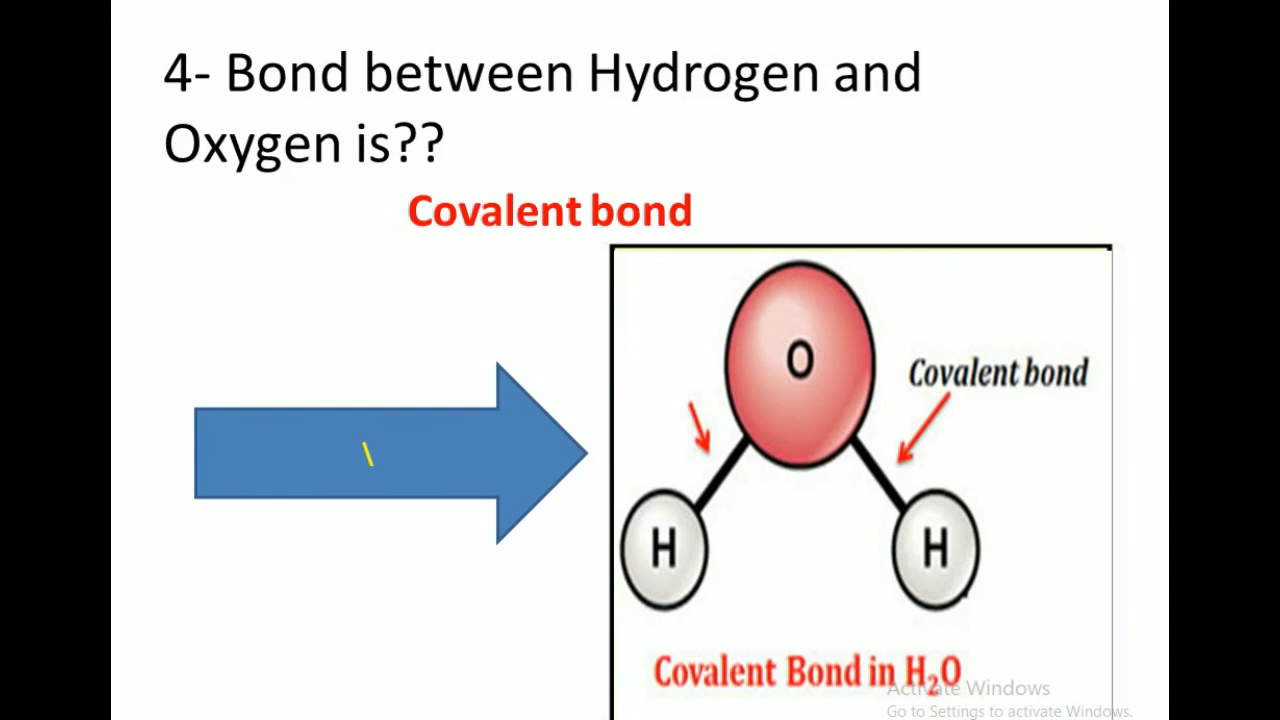 4- Bond between Hydrogen and
Oxygen is??
Covalent bond
\
O
Covalent bond
H
H
Covalent Bond in H₂O
Activate Windows
Go to Settings to activate Windows.